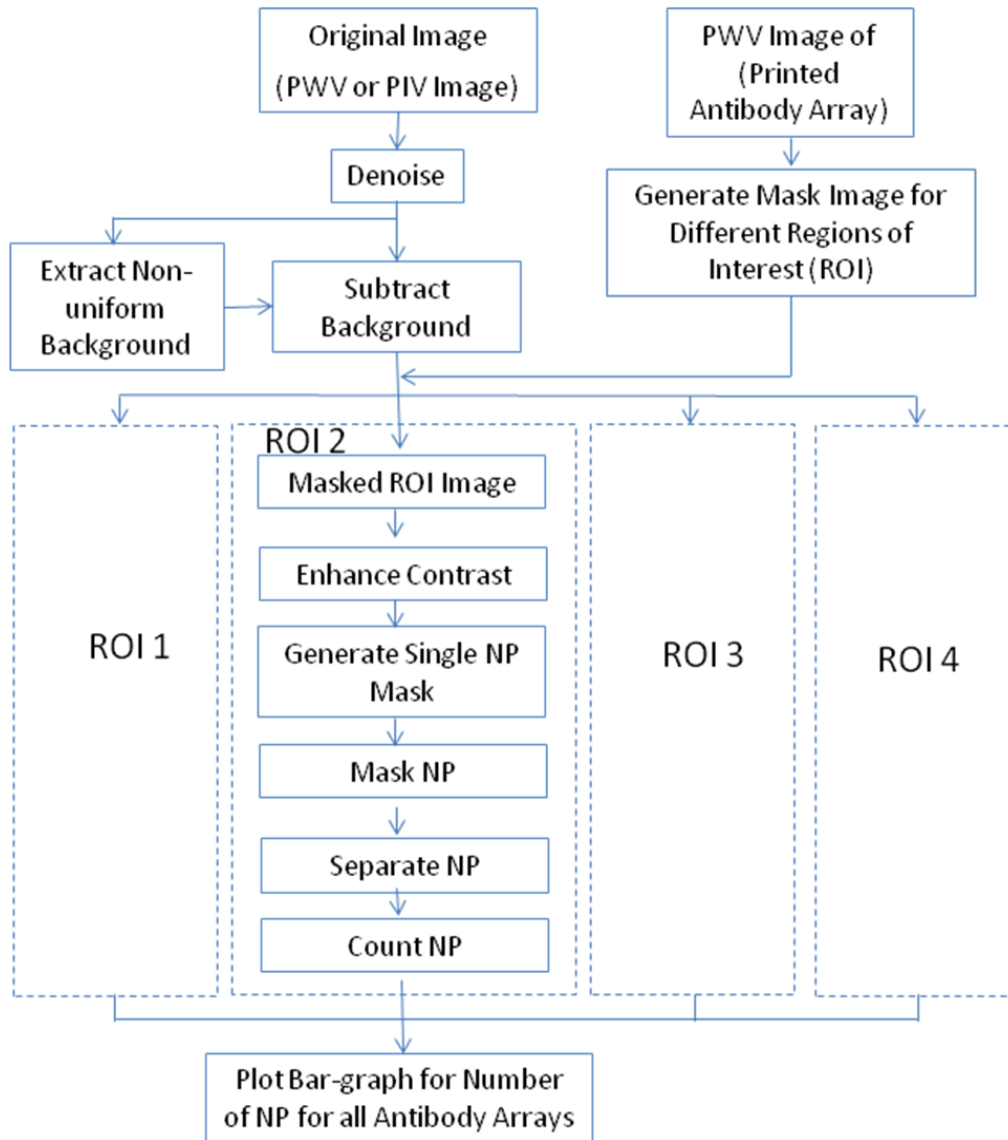 Original Image
(PWV or PIV Image)
PWV Image of
(Printed
Antibody Array)
Denoise
Generate Mask Image for
Different Regions of
Interest (ROI)
Extract Non-
uniform
Background
Subtract
Background
ROI 1
ROI 2
Masked ROI Image
Enhance Contrast
Generate Single NP
Mask
Mask NP
Separate NP
Count NP
ROI 3
ROI 4
Plot Bar-graph for Number
of NP for all Antibody Arrays